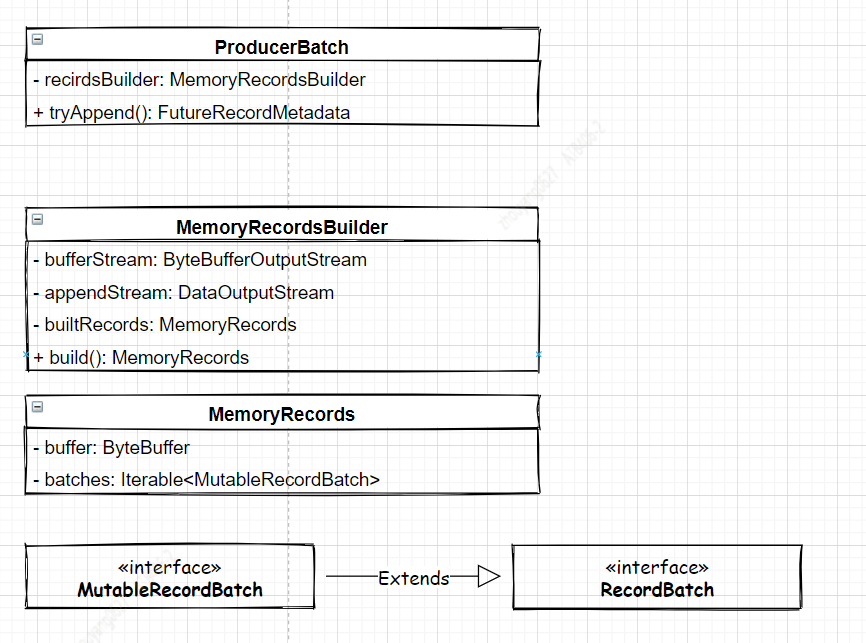 ProducerBatch
- recirdsBuilder: MemoryRecordsBuilder
+ tryAppend(): FutureRecordMetadata
MemoryRecordsBuilder
- bufferStream: ByteBufferOutputStream
- appendStream: DataOutputStream
- builtRecords: MemoryRecords
+ build(): MemoryRecords
MemoryRecords
- buffer: ByteBuffer
- batches: Iterable<MutableRecordBatch>
«interface»
MutableRecordBatch
Extends
«interface»
RecordBatch